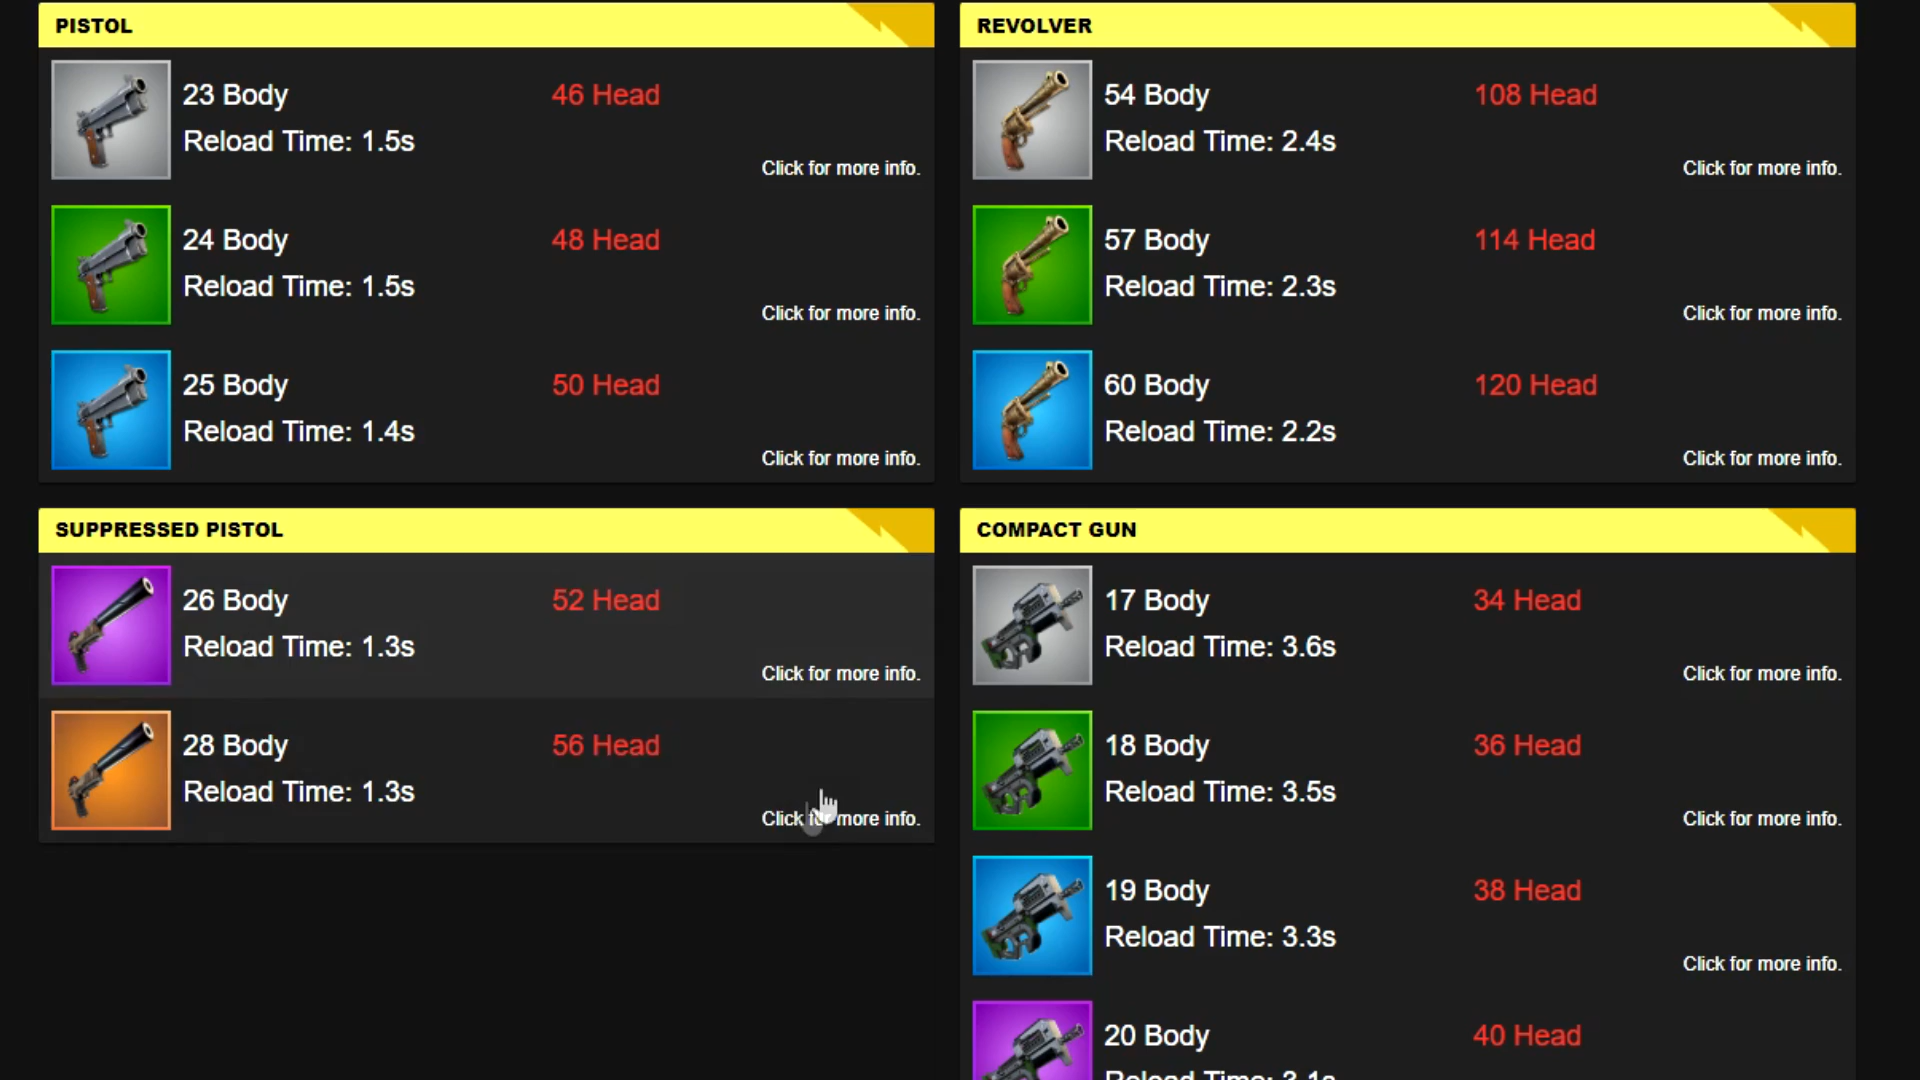 PISTOL
23 Body
46 Head
Reload Time: 1.5s
Click for more info.
24 Body
48 Head
Reload Time: 1.5s
Click for more info.
25 Body
50 Head
Reload Time: 1.4s
Click for more info.
REVOLVER
54 Body
108 Head
Reload Time: 2.4s
Click for more info.
57 Body
114 Head
Reload Time: 2.3s
Click for more info.
60 Body
120 Head
Reload Time: 2.2s
Click for more info.
SUPPRESSED PISTOL
26 Body
52 Head
Reload Time: 1.3s
Click for more info.
28 Body
56 Head
Reload Time: 1.3s
Click for more info.
COMPACT GUN
17 Body
34 Head
Reload Time: 3.6s
Click for more info.
18 Body
36 Head
Reload Time: 3.5s
Click for more info.
19 Body
38 Head
Reload Time: 3.3s
Click for more info.
20 Body
40 Head
Reload Time: 3.1s